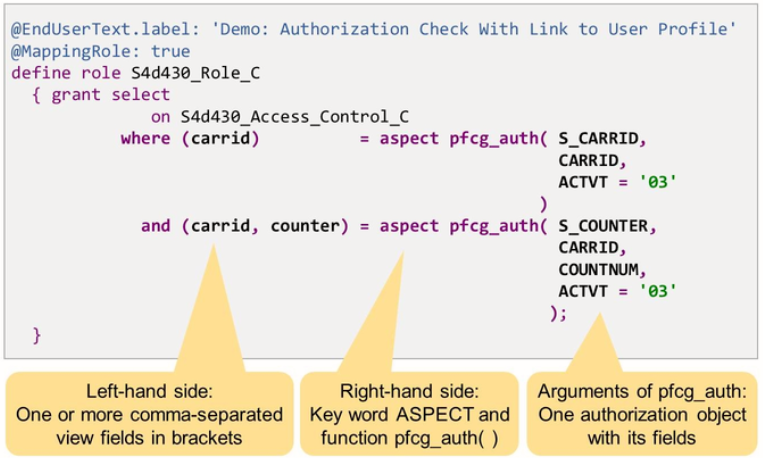 @EndUserText.label: 'Demo: Authorization Check With Link to User Profile'
@MappingRole: true
define role S4d430_Role_C
{ grant select
on S4d430_Access_Control_C
where (carrid) = aspect pfcg_auth( S_CARRID,
CARRID,
ACTVT = '03'
)
and (carrid, counter) = aspect pfcg_auth( S_COUNTER,
CARRID,
COUNTNUM,
ACTVT = '03'
);
}
Left-hand side:
One or more comma-separated
view fields in brackets
Right-hand side:
Key word ASPECT and
function pfcg_auth( )
Arguments of pfcg_auth:
One authorization object
with its fields